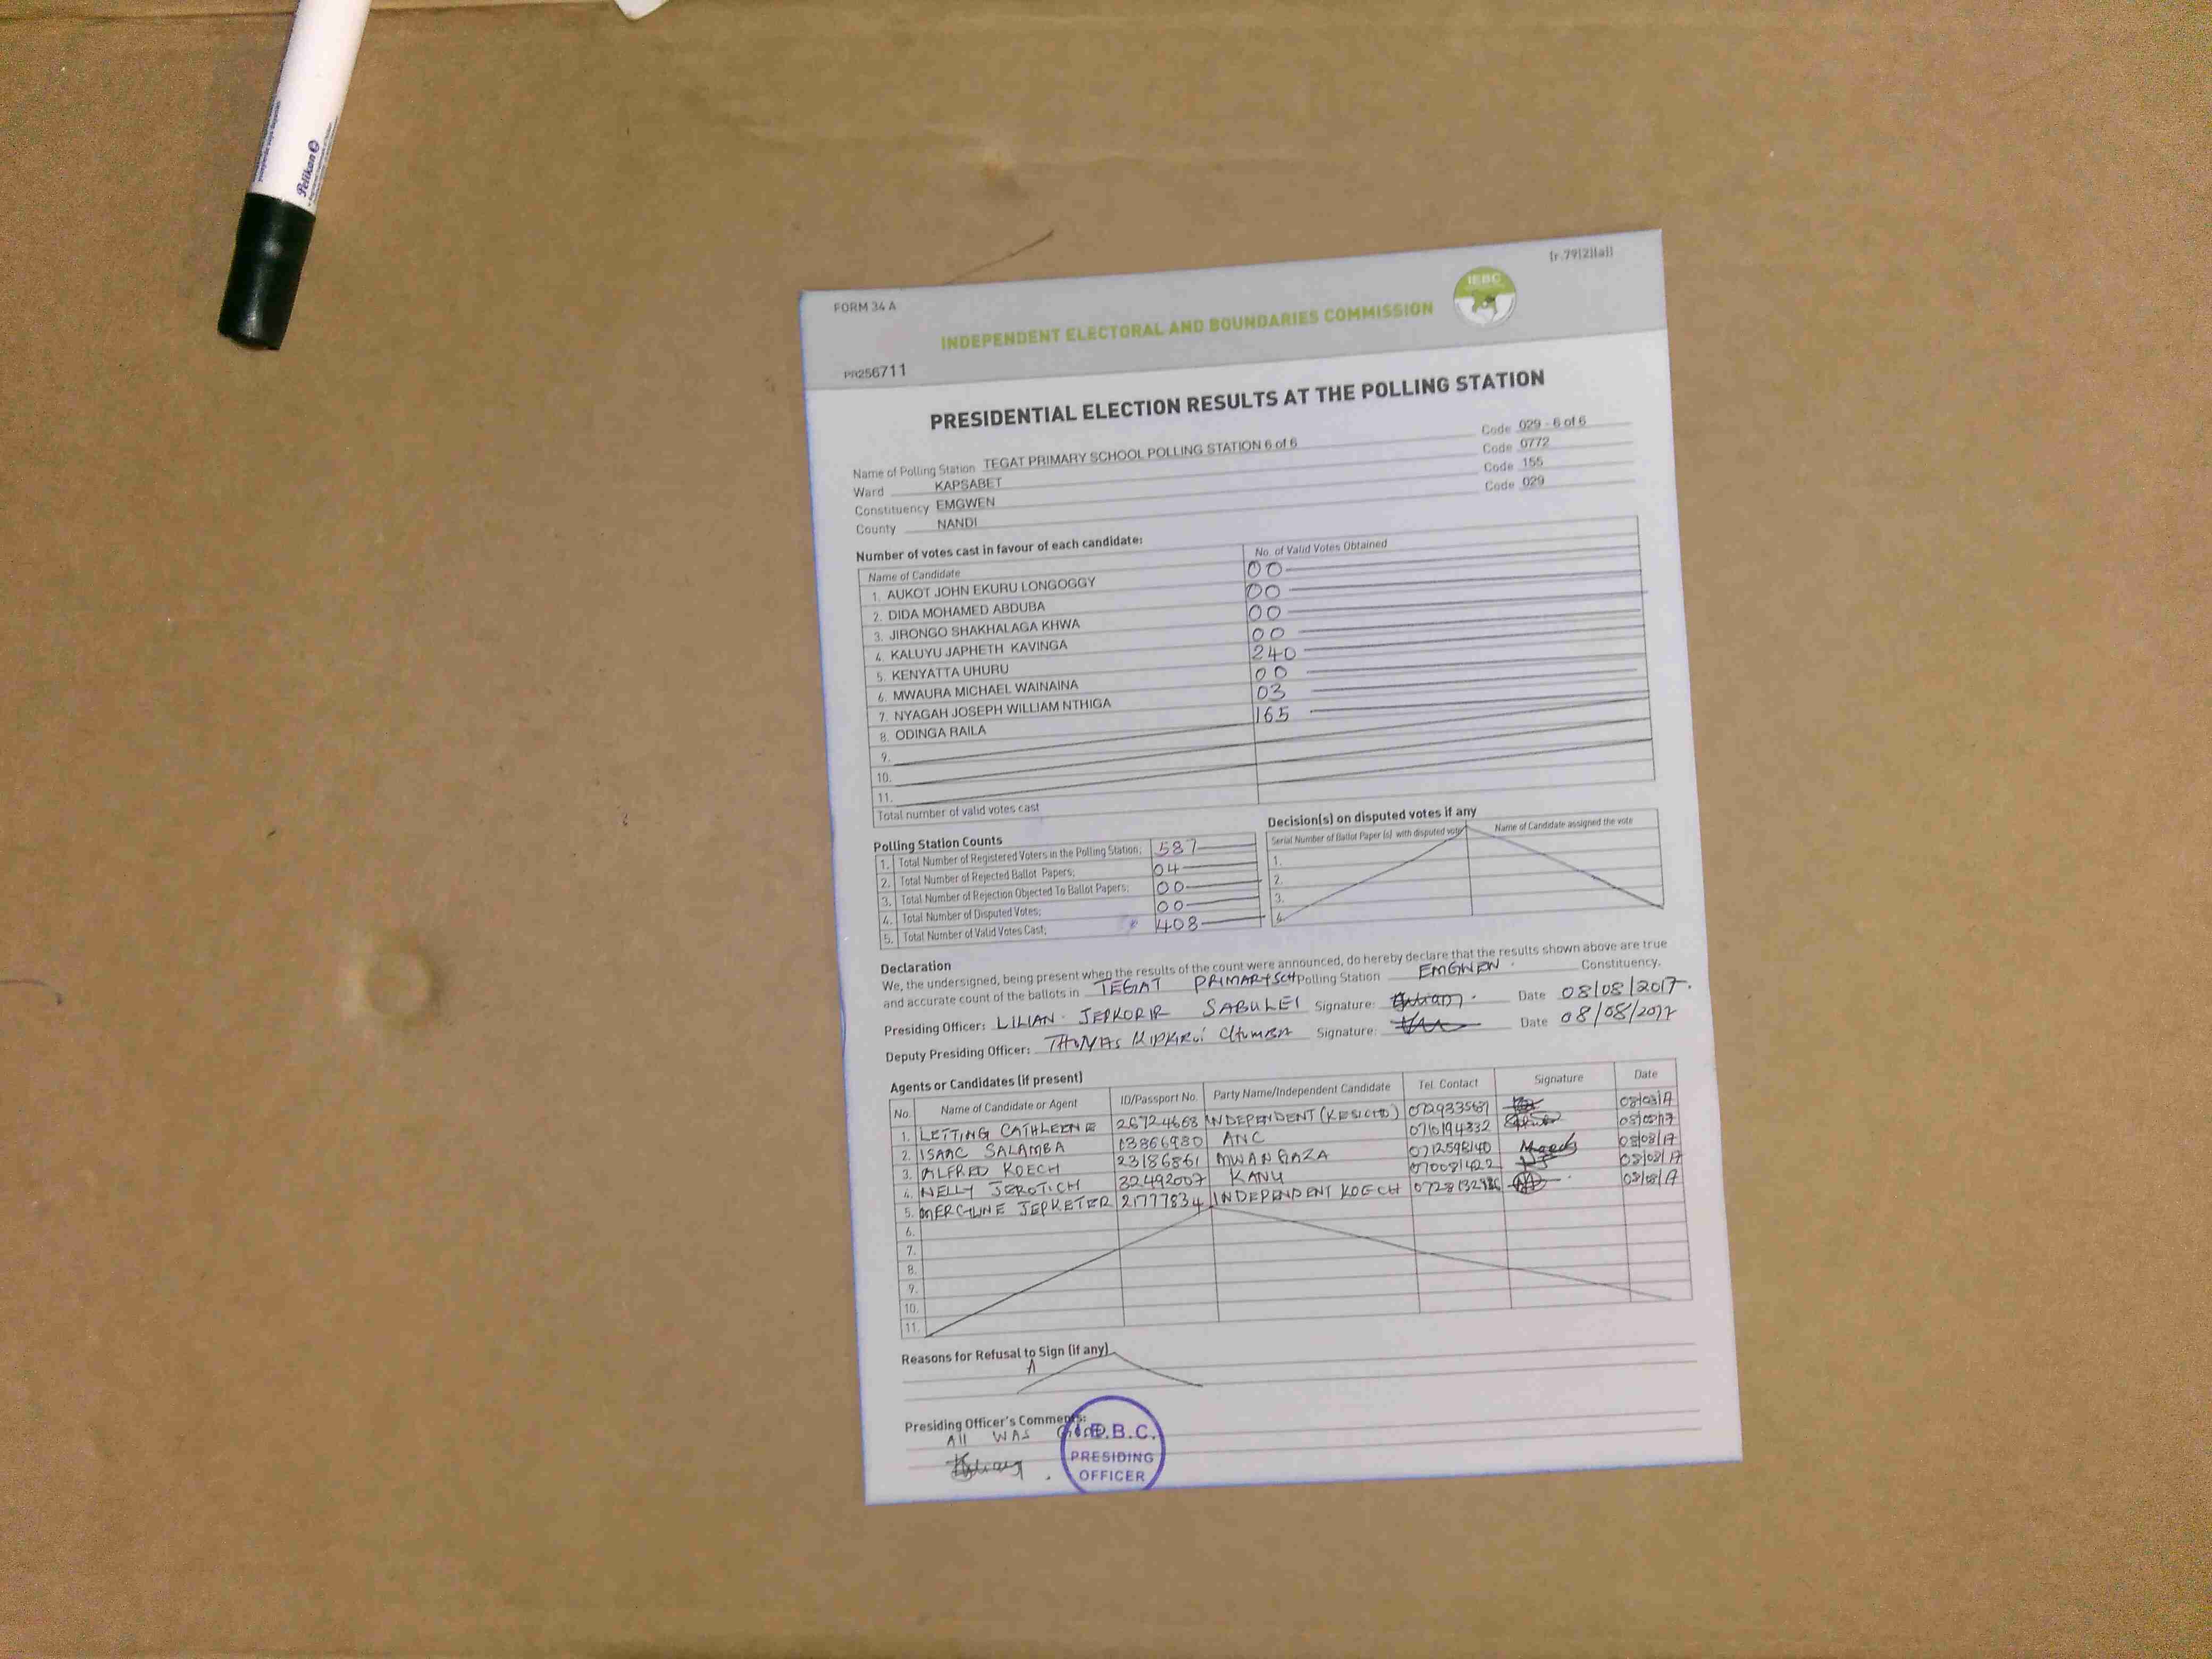 Pelikan
FORM 34 A
[r.79(2)(a)]
IEBC
INDEPENDENT ELECTORAL AND BOUNDARIES COMMISSION
PR256711
PRESIDENTIAL ELECTION RESULTS AT THE POLLING STATION
Name of Polling Station TEGAT PRIMARY SCHOOL POLLING STATION 6 of 6 Code 029 - 6 of 6
Ward KAPSABET Code 0772
Constituency EMGWEN Code 155
County NANDI Code 029
Number of votes cast in favour of each candidate:
Name of Candidate No. of Valid Votes Obtained
1. AUKOT JOHN EKURU LONGOGGY 00
2. DIDA MOHAMED ABDUBA 00
3. JIRONGO SHAKHALAGA KHWA 00
4. KALUYU JAPHETH KAVINGA 00
5. KENYATTA UHURU 240
6. MWAURA MICHAEL WAINAINA 00
7. NYAGAH JOSEPH WILLIAM NTHIGA 03
8. ODINGA RAILA 165
9.
10.
11.
Total number of valid votes cast
Polling Station Counts
1. Total Number of Registered Voters in the Polling Station; 587
2. Total Number of Rejected Ballot Papers; 04
3. Total Number of Rejection Objected To Ballot Papers; 00
4. Total Number of Disputed Votes; 00
5. Total Number of Valid Votes Cast; 408
Decision(s) on disputed votes if any
Serial Number of Ballot Paper (s) with disputed vote Name of Candidate assigned the vote
1.
2.
3.
4.
Declaration
We, the undersigned, being present when the results of the count were announced, do hereby declare that the results shown above are true
and accurate count of the ballots in TEGAT PRIMARY SCH Polling Station EMGWEN Constituency.
Presiding Officer: LILIAN JEPKORIR SABULEI Signature: Date 08/08/2017.
Deputy Presiding Officer: THOMAS KIPKIRUI CHUMBA Signature: Date 08/08/2017
Agents or Candidates (if present)
No. Name of Candidate or Agent ID/Passport No. Party Name/Independent Candidate Tel. Contact Signature Date
1. LETTING CATHLEENE 26724668 INDEPENDENT (KESICHO) 08/08/17
2. ISAAC SALAMBA 13866980 ANC 0710194332 08/08/17
3. ALFRED KOECH 23186861 MWANGAZA 0712598140 08/08/17
4. NELLY JEROTICH 32492007 KANU 08/08/17
5. MERCYLINE JEPKETER 21777834 INDEPENDENT KOECH 08/08/17
6.
7.
8.
9.
10.
11.
Reasons for Refusal to Sign (if any)
Presiding Officer's Comments:
All WAS
I.E.B.C.
PRESIDING
OFFICER